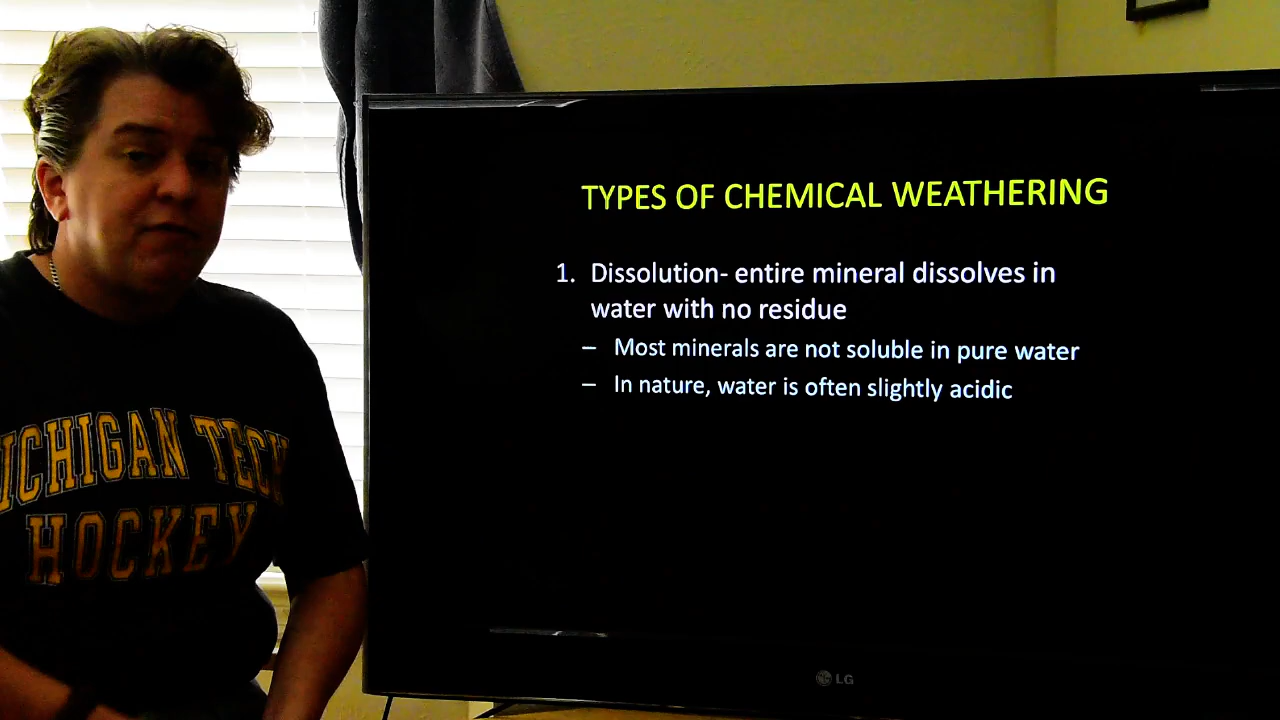 TYPES OF CHEMICAL WEATHERING
1. Dissolution- entire mineral dissolves in
water with no residue
– Most minerals are not soluble in pure water
– In nature, water is often slightly acidic
ICHIGAN TECH
HOCKEY
LG